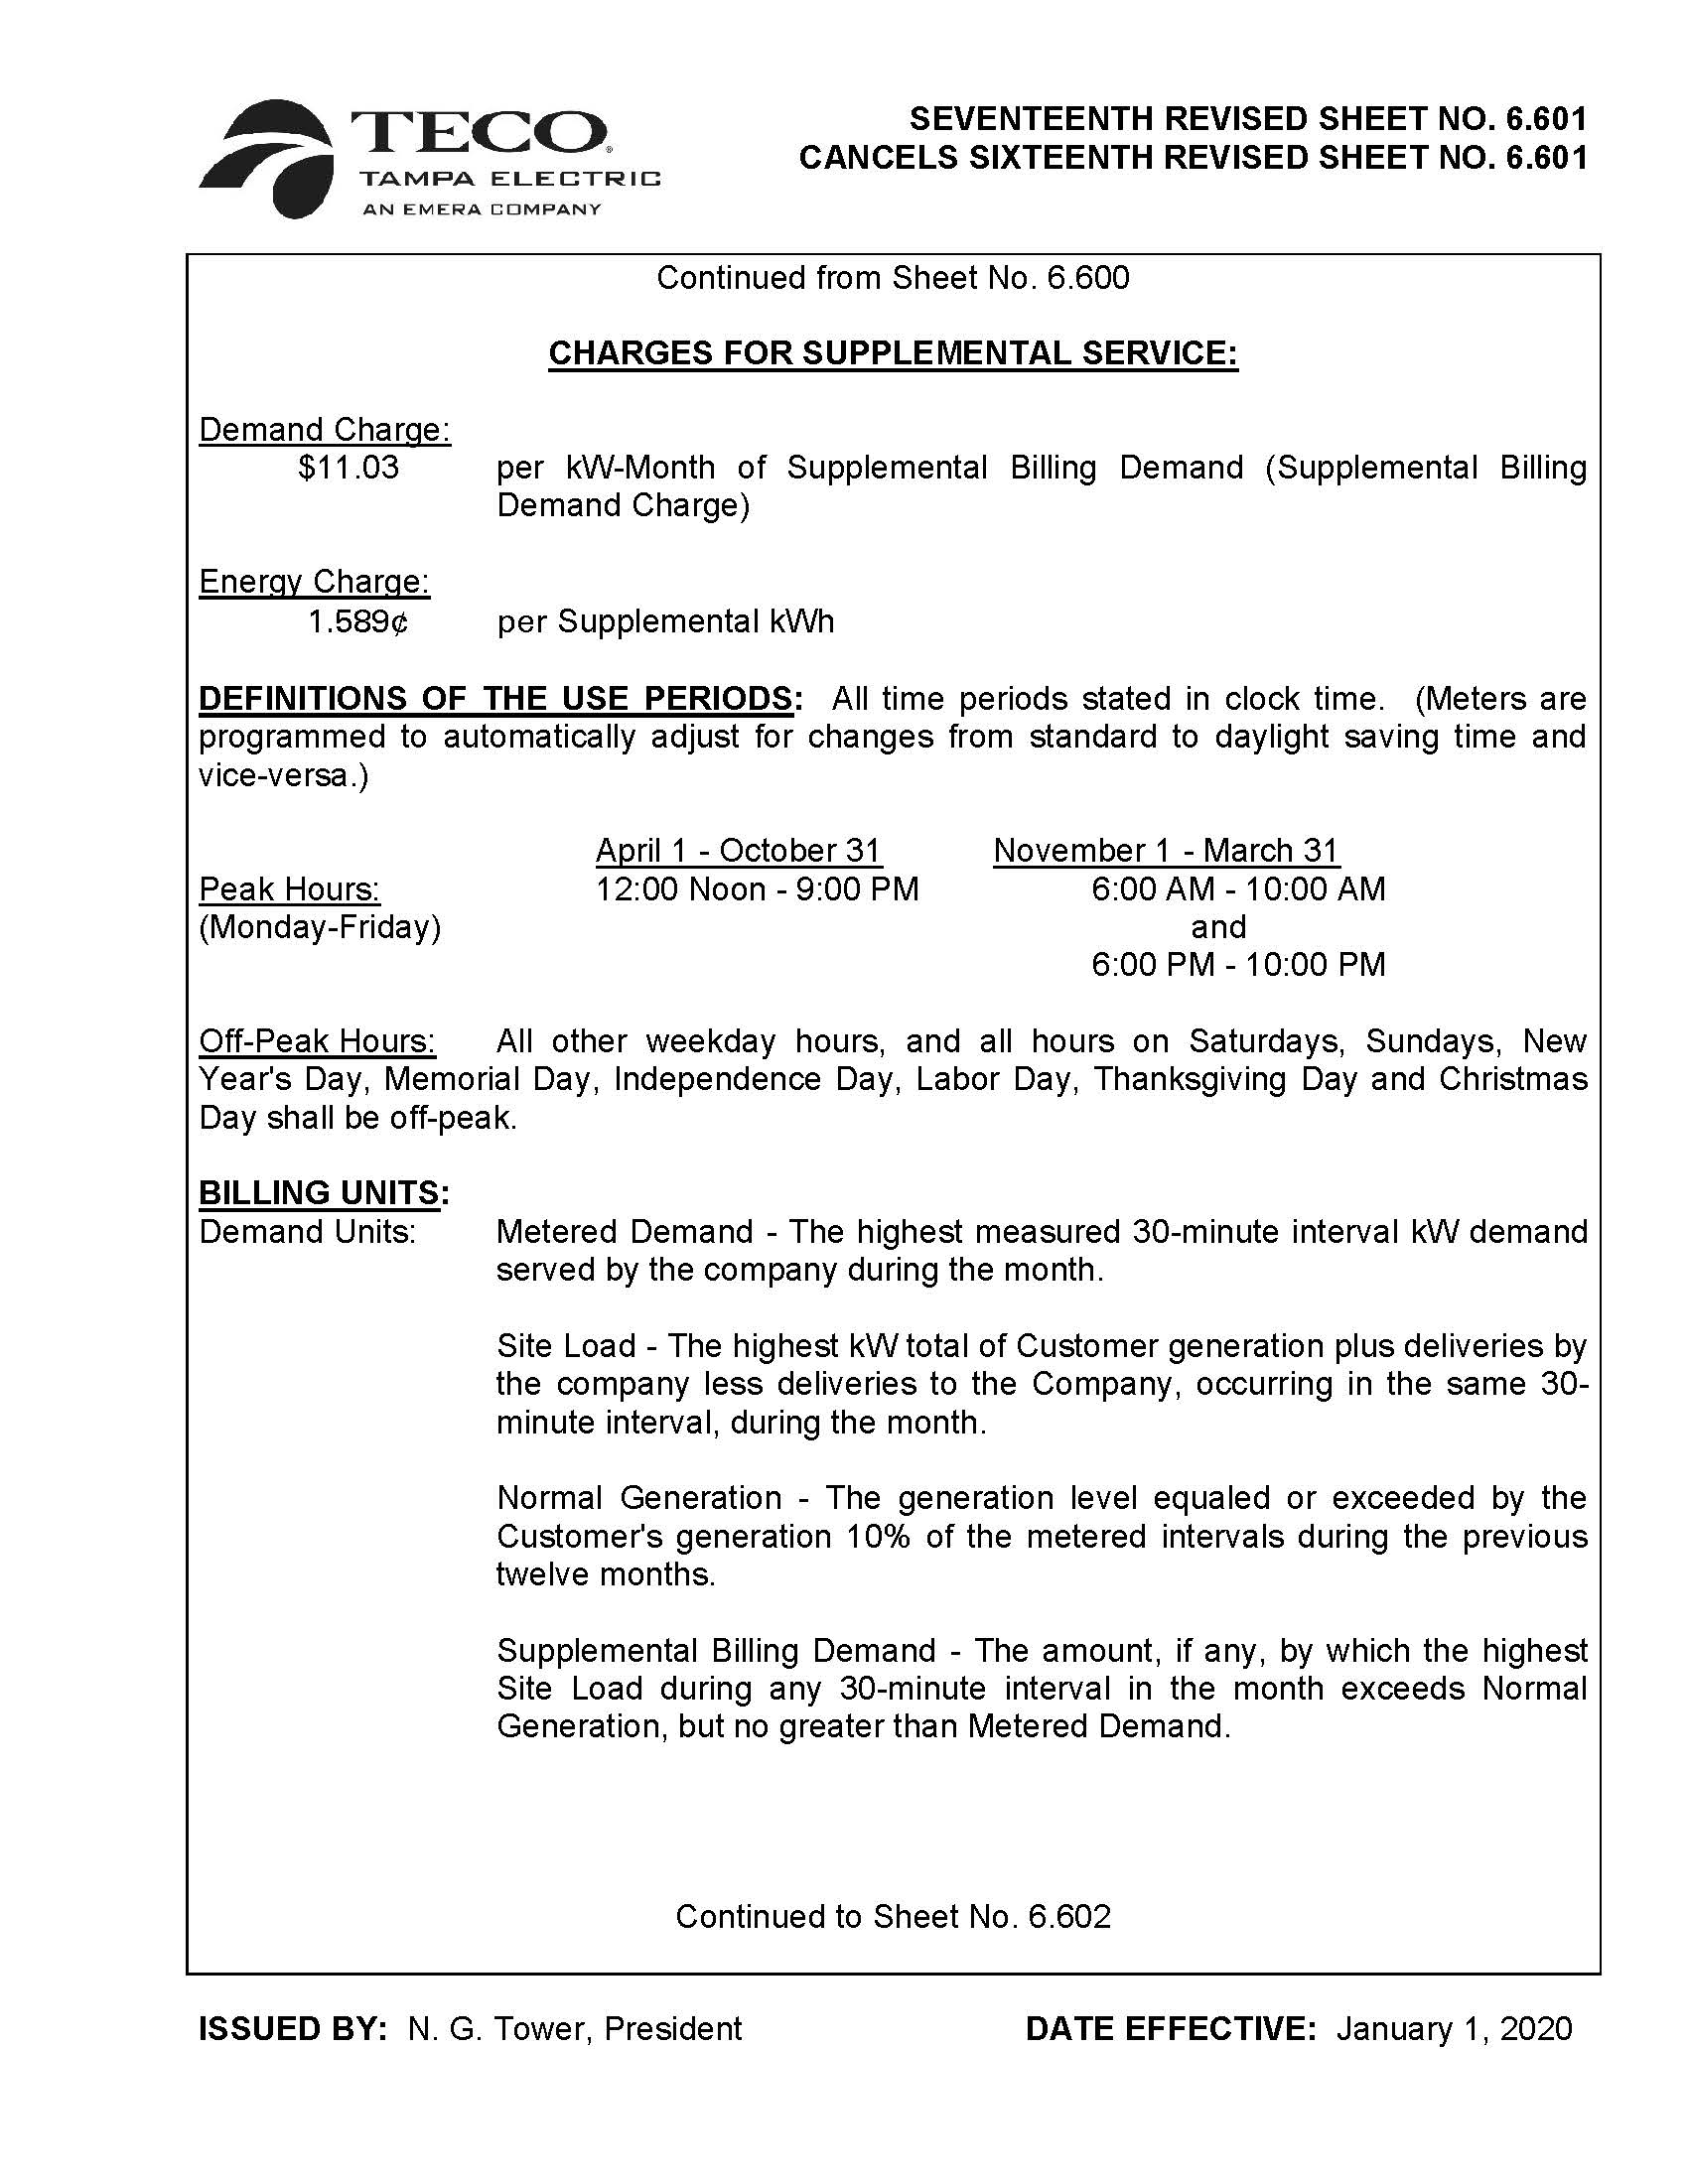 TECO®
TAMPA ELECTRIC
AN EMERA COMPANY
SEVENTEENTH REVISED SHEET NO. 6.601
CANCELS SIXTEENTH REVISED SHEET NO. 6.601
Continued from Sheet No. 6.600
CHARGES FOR SUPPLEMENTAL SERVICE:
Demand Charge:
$11.03 per kW-Month of Supplemental Billing Demand (Supplemental Billing
Demand Charge)
Energy Charge:
1.589¢ per Supplemental kWh
DEFINITIONS OF THE USE PERIODS: All time periods stated in clock time. (Meters are
programmed to automatically adjust for changes from standard to daylight saving time and
vice-versa.)
April 1 - October 31 November 1 - March 31
Peak Hours: 12:00 Noon - 9:00 PM 6:00 AM - 10:00 AM
(Monday-Friday) and
6:00 PM - 10:00 PM
Off-Peak Hours: All other weekday hours, and all hours on Saturdays, Sundays, New
Year's Day, Memorial Day, Independence Day, Labor Day, Thanksgiving Day and Christmas
Day shall be off-peak.
BILLING UNITS:
Demand Units: Metered Demand - The highest measured 30-minute interval kW demand
served by the company during the month.
Site Load - The highest kW total of Customer generation plus deliveries by
the company less deliveries to the Company, occurring in the same 30-
minute interval, during the month.
Normal Generation - The generation level equaled or exceeded by the
Customer's generation 10% of the metered intervals during the previous
twelve months.
Supplemental Billing Demand - The amount, if any, by which the highest
Site Load during any 30-minute interval in the month exceeds Normal
Generation, but no greater than Metered Demand.
Continued to Sheet No. 6.602
ISSUED BY: N. G. Tower, President DATE EFFECTIVE: January 1, 2020